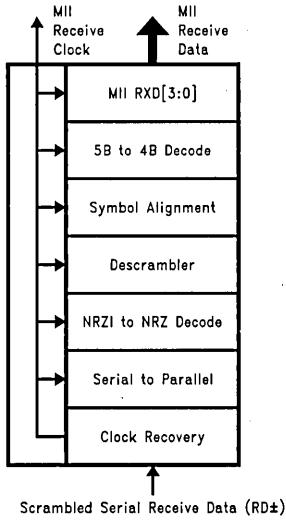 MII
Receive
Clock
MII
Receive
Data
MII RXD[3:0]
5B to 4B Decode
Symbol Alignment
Descrambler
NRZI to NRZ Decode
Serial to Parallel
Clock Recovery
Scrambled Serial Receive Data (RD±)